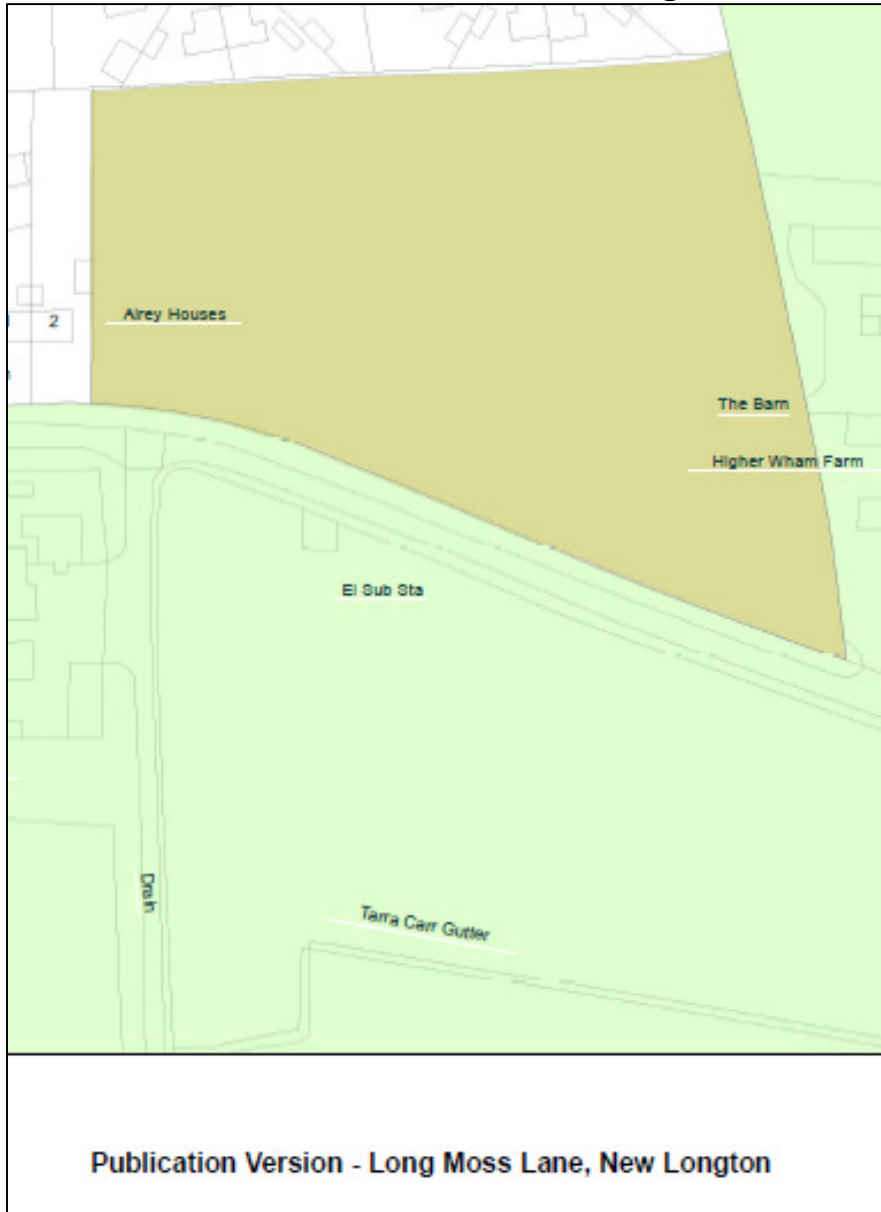 Airey Houses
2
The Barn
Higher Wham Farm
El Sub Sta
Drain
Tarra Carr Gutter
Publication Version - Long Moss Lane, New Longton